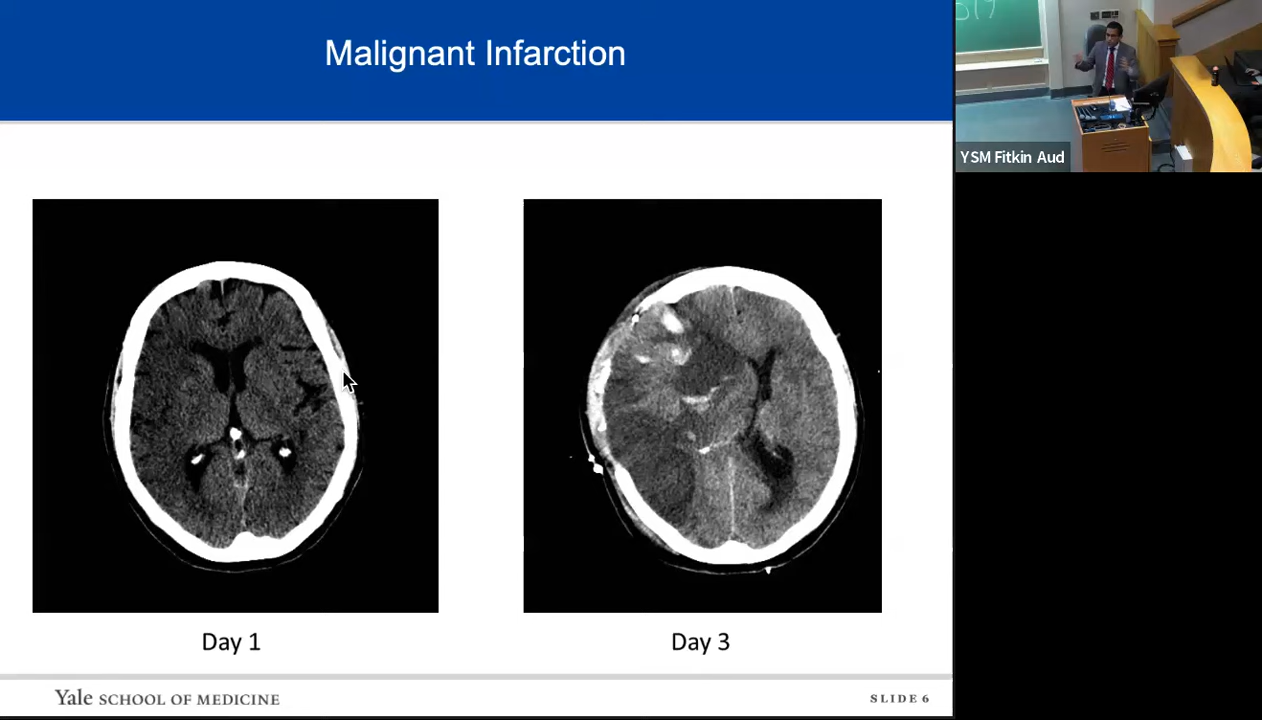 Malignant Infarction
YSM Fitkin Aud
Day 1
Day 3
Yale SCHOOL OF MEDICINE
SLIDE 6